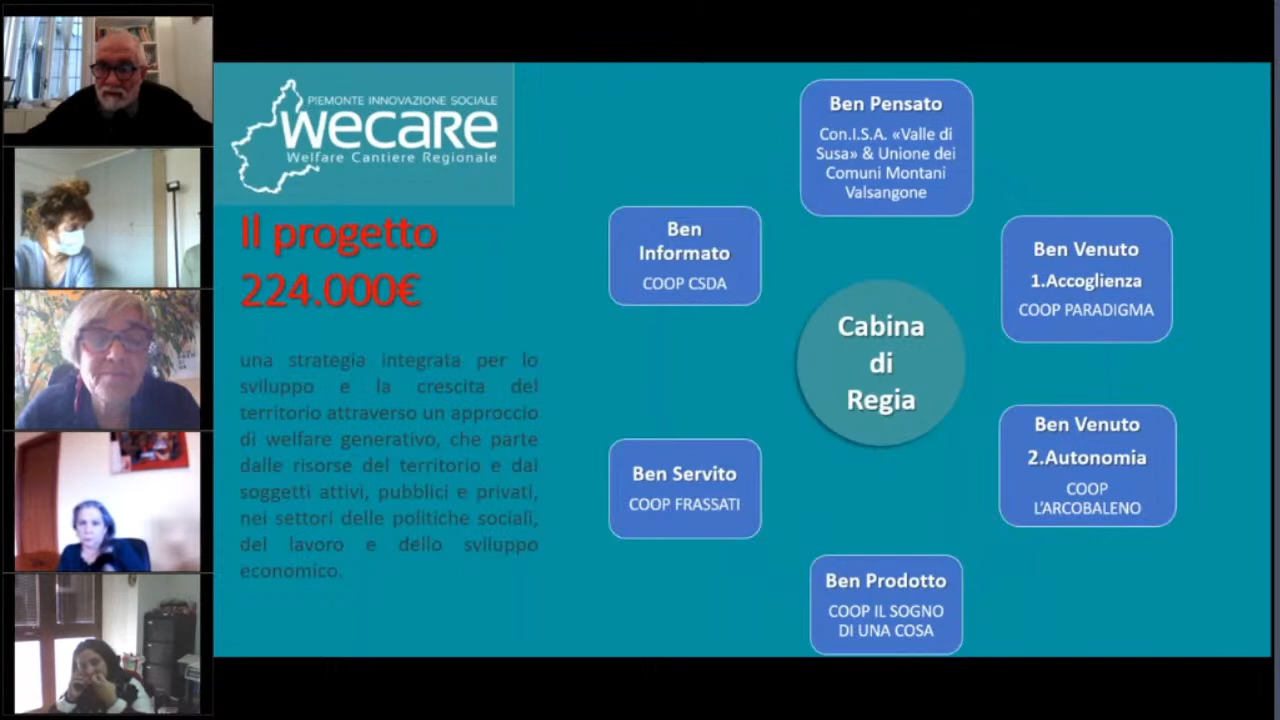 PIEMONTE INNOVAZIONE SOCIALE
wecare
Welfare Cantiere Regionale
Il progetto
224.000€
una strategia integrata per lo
sviluppo e la crescita del
territorio attraverso un approccio
di welfare generativo, che parte
dalle risorse del territorio e dai
soggetti attivi, pubblici e privati,
nei settori delle politiche sociali,
del lavoro e dello sviluppo
economico.
Ben Pensato
Con.I.S.A. «Valle di
Susa» & Unione dei
Comuni Montani
Valsangone
Ben
Informato
COOP CSDA
Ben Venuto
1.Accoglienza
COOP PARADIGMA
Cabina
di
Regia
Ben Servito
COOP FRASSATI
Ben Venuto
2.Autonomia
COOP
L’ARCOBALENO
Ben Prodotto
COOP IL SOGNO
DI UNA COSA